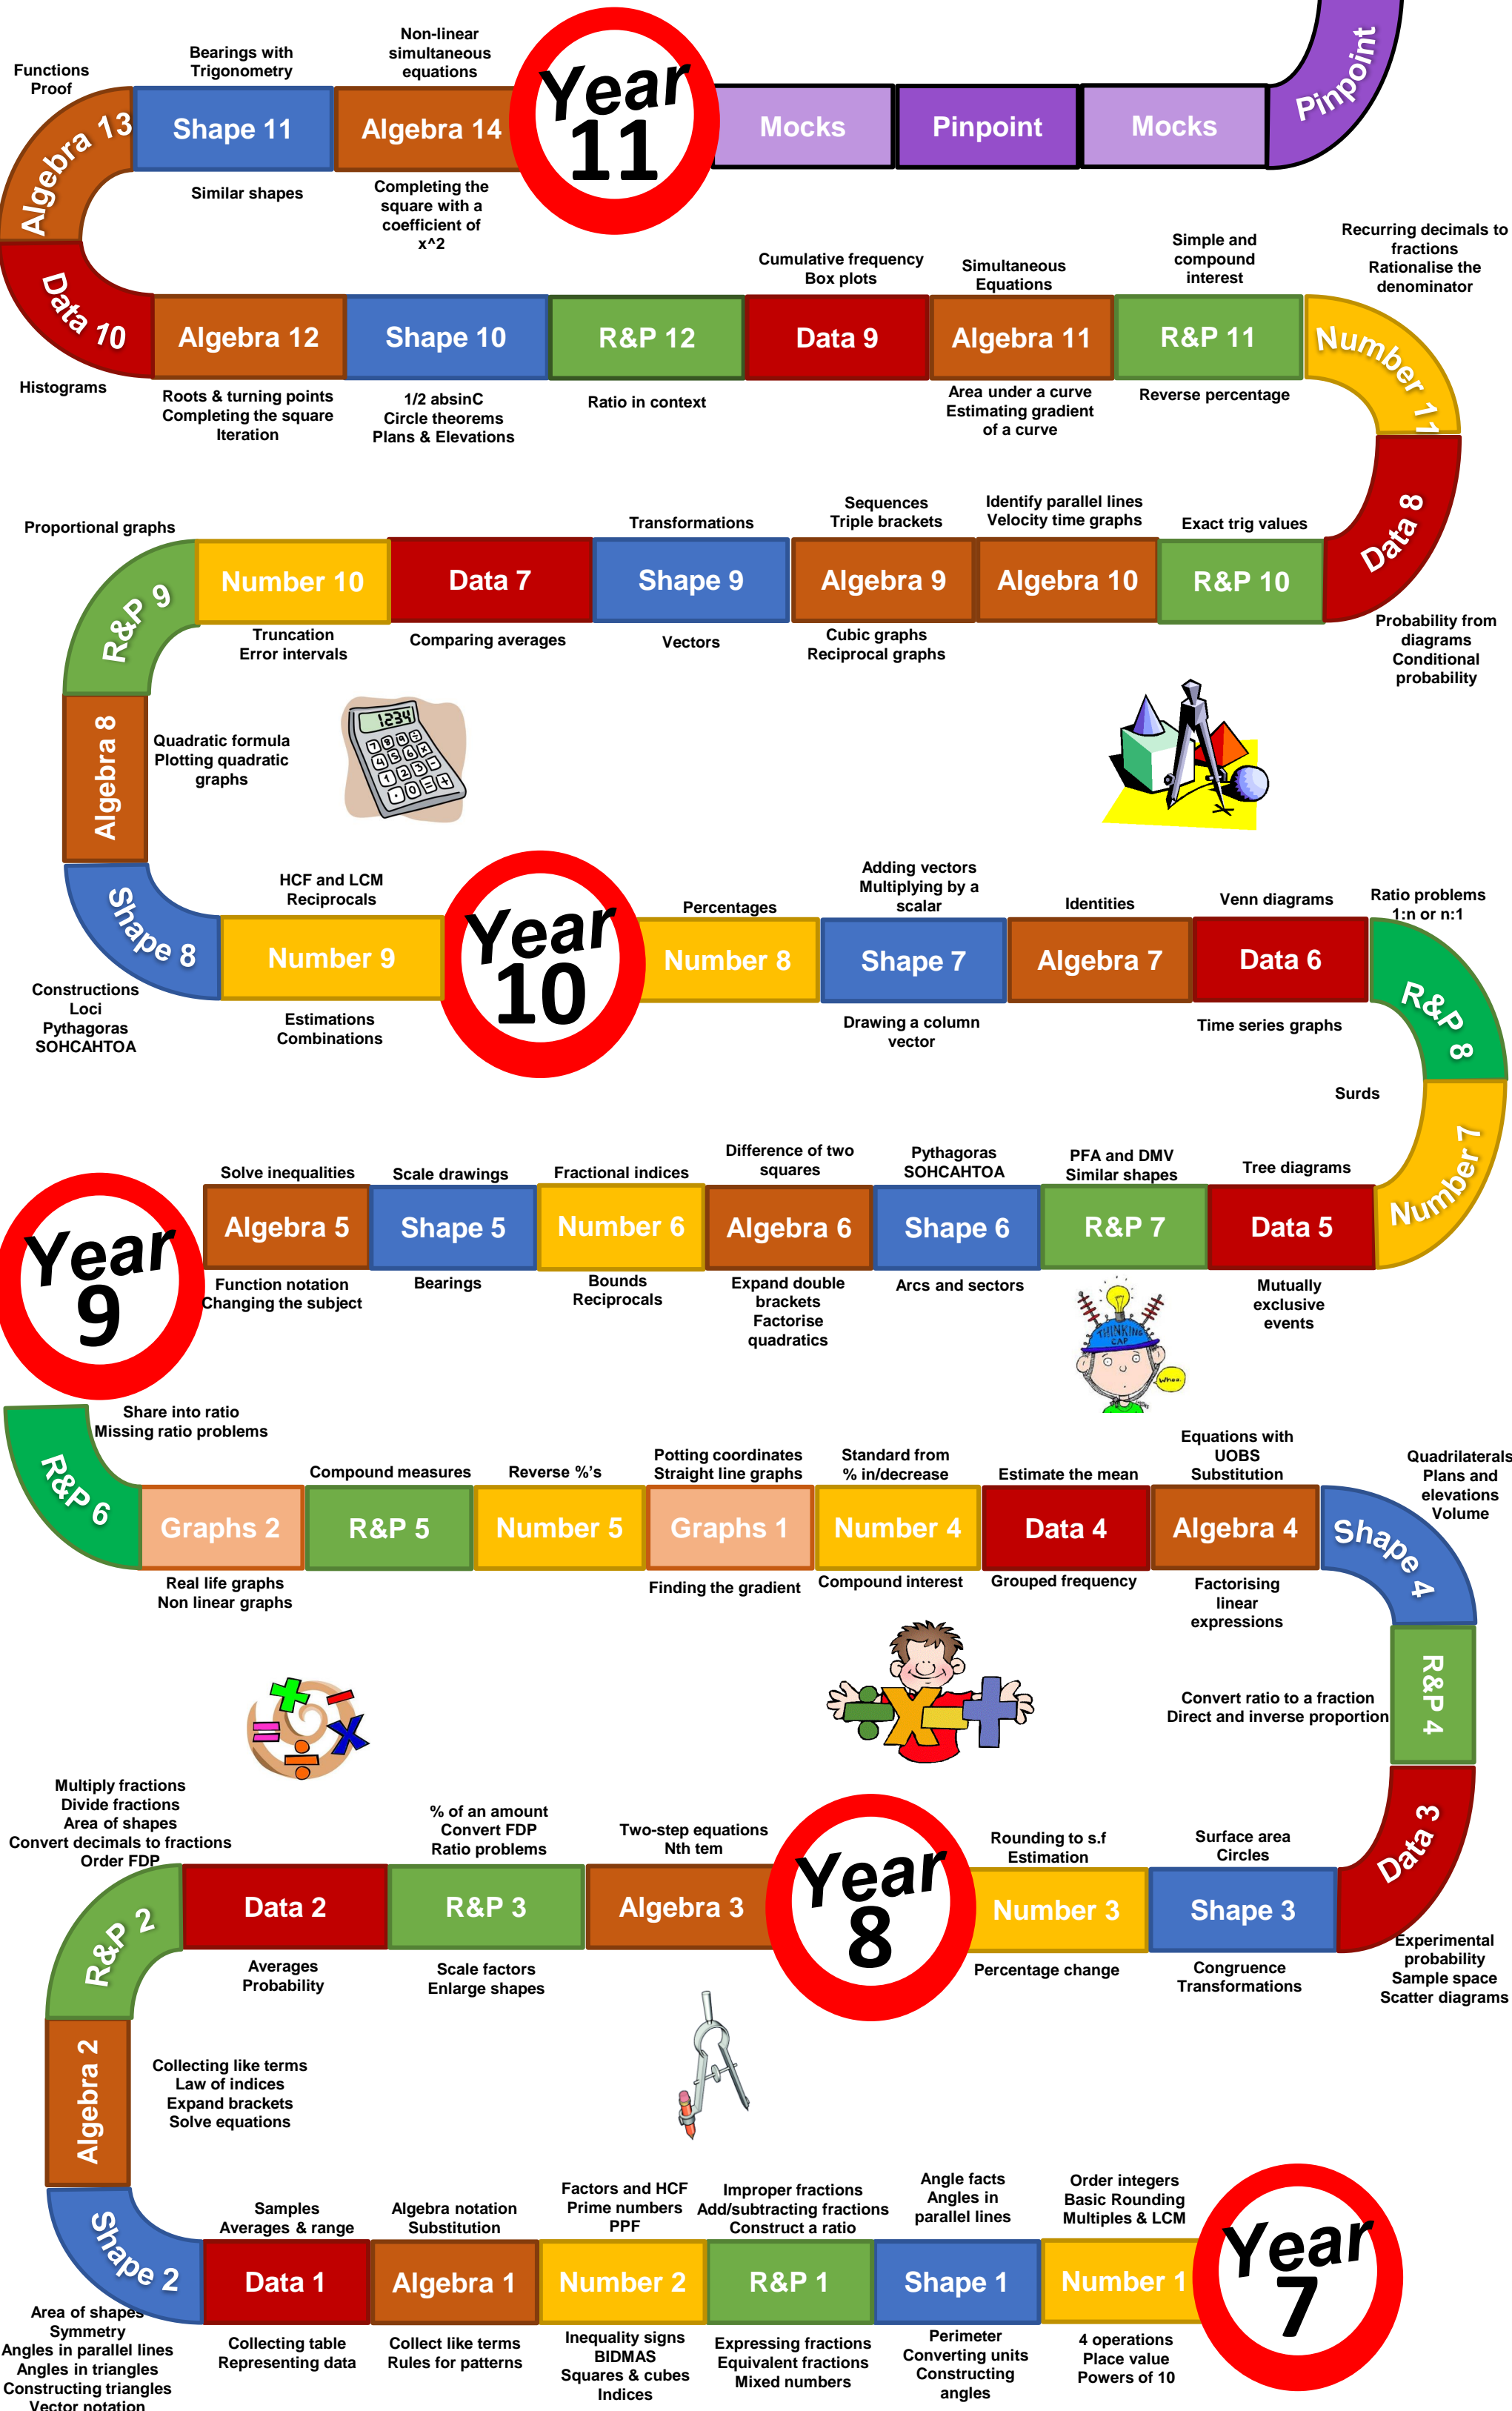 Pinpoint
Functions
Proof
Bearings with
Trigonometry
Non-linear
simultaneous
equations
Algebra 13
Shape 11
Algebra 14
Year
11
Mocks
Pinpoint
Mocks
Similar shapes
Completing the
square with a
coefficient of
x^2
Cumulative frequency
Box plots
Simultaneous
Equations
Simple and
compound
interest
Recurring decimals to
fractions
Rationalise the
denominator
Data 10
Algebra 12
Shape 10
R&P 12
Data 9
Algebra 11
R&P 11
Number 11
Histograms
Roots & turning points
Completing the square
Iteration
1/2 absinC
Circle theorems
Plans & Elevations
Ratio in context
Area under a curve
Estimating gradient
of a curve
Reverse percentage
Data 8
Proportional graphs
Transformations
Sequences
Triple brackets
Identify parallel lines
Velocity time graphs
Exact trig values
R&P 9
Number 10
Data 7
Shape 9
Algebra 9
Algebra 10
R&P 10
Truncation
Error intervals
Comparing averages
Vectors
Cubic graphs
Reciprocal graphs
Probability from
diagrams
Conditional
probability
Algebra 8
Quadratic formula
Plotting quadratic
graphs
1234
7 8 9 ÷
4 5 6 x
1 2 3 -
. 0 = +
HCF and LCM
Reciprocals
Percentages
Adding vectors
Multiplying by a
scalar
Identities
Venn diagrams
Ratio problems
1:n or n:1
Shape 8
Number 9
Year
10
Number 8
Shape 7
Algebra 7
Data 6
R&P 8
Constructions
Loci
Pythagoras
SOHCAHTOA
Estimations
Combinations
Drawing a column
vector
Time series graphs
Surds
Number 7
Solve inequalities
Scale drawings
Fractional indices
Difference of two
squares
Pythagoras
SOHCAHTOA
PFA and DMV
Similar shapes
Tree diagrams
Year
9
Algebra 5
Shape 5
Number 6
Algebra 6
Shape 6
R&P 7
Data 5
Function notation
Changing the subject
Bearings
Bounds
Reciprocals
Expand double
brackets
Factorise
quadratics
Arcs and sectors
THINKING
CAP
Whoa.
Mutually
exclusive
events
Share into ratio
Missing ratio problems
Compound measures
Reverse %'s
Potting coordinates
Straight line graphs
Standard from
% in/decrease
Estimate the mean
Equations with
UOBS
Substitution
Quadrilaterals
Plans and
elevations
Volume
R&P 6
Graphs 2
R&P 5
Number 5
Graphs 1
Number 4
Data 4
Algebra 4
Shape 4
Real life graphs
Non linear graphs
Finding the gradient
Compound interest
Grouped frequency
Factorising
linear
expressions
R&P 4
Convert ratio to a fraction
Direct and inverse proportion
Multiply fractions
Divide fractions
Area of shapes
Convert decimals to fractions
Order FDP
% of an amount
Convert FDP
Ratio problems
Two-step equations
Nth tem
Rounding to s.f
Estimation
Surface area
Circles
Data 3
R&P 2
Data 2
R&P 3
Algebra 3
Year
8
Number 3
Shape 3
Averages
Probability
Scale factors
Enlarge shapes
Percentage change
Congruence
Transformations
Experimental
probability
Sample space
Scatter diagrams
Algebra 2
Collecting like terms
Law of indices
Expand brackets
Solve equations
Samples
Averages & range
Algebra notation
Substitution
Factors and HCF
Prime numbers
PPF
Improper fractions
Add/subtracting fractions
Construct a ratio
Angle facts
Angles in
parallel lines
Order integers
Basic Rounding
Multiples & LCM
Shape 2
Data 1
Algebra 1
Number 2
R&P 1
Shape 1
Number 1
Year
7
Area of shapes
Symmetry
Angles in parallel lines
Angles in triangles
Constructing triangles
Vector notation
Collecting table
Representing data
Collect like terms
Rules for patterns
Inequality signs
BIDMAS
Squares & cubes
Indices
Expressing fractions
Equivalent fractions
Mixed numbers
Perimeter
Converting units
Constructing
angles
4 operations
Place value
Powers of 10